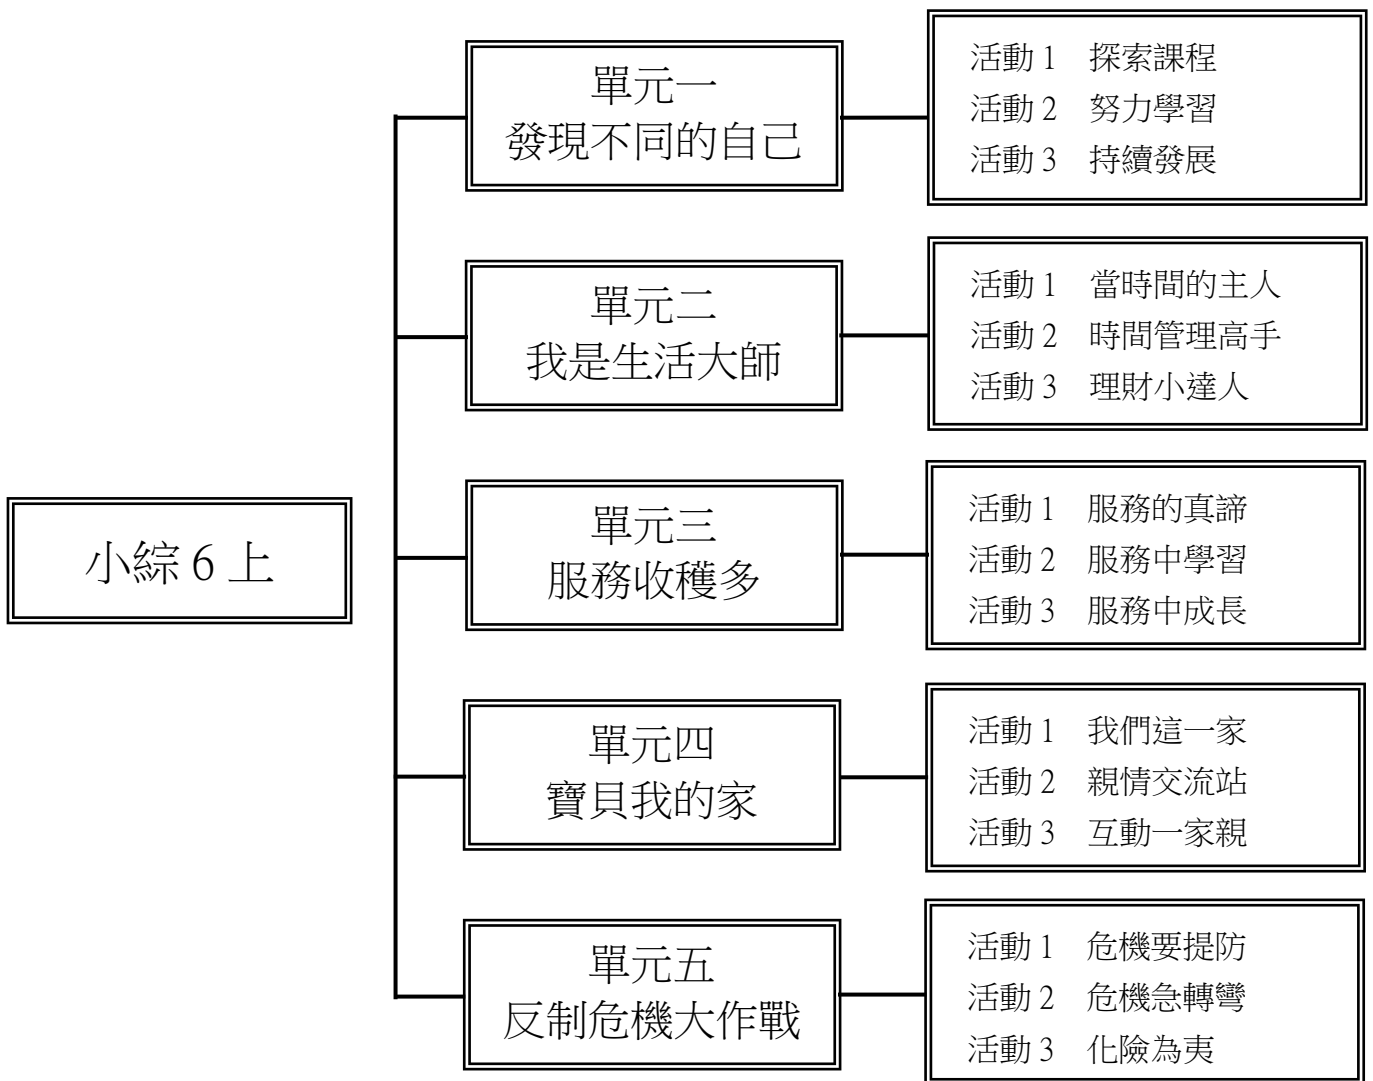 小綜 6 上
單元一
發現不同的自己
活動 1 探索課程
活動 2 努力學習
活動 3 持續發展
單元二
我是生活大師
活動 1 當時間的主人
活動 2 時間管理高手
活動 3 理財小達人
單元三
服務收穫多
活動 1 服務的真諦
活動 2 服務中學習
活動 3 服務中成長
單元四
寶貝我的家
活動 1 我們這一家
活動 2 親情交流站
活動 3 互動一家親
單元五
反制危機大作戰
活動 1 危機要提防
活動 2 危機急轉彎
活動 3 化險為夷